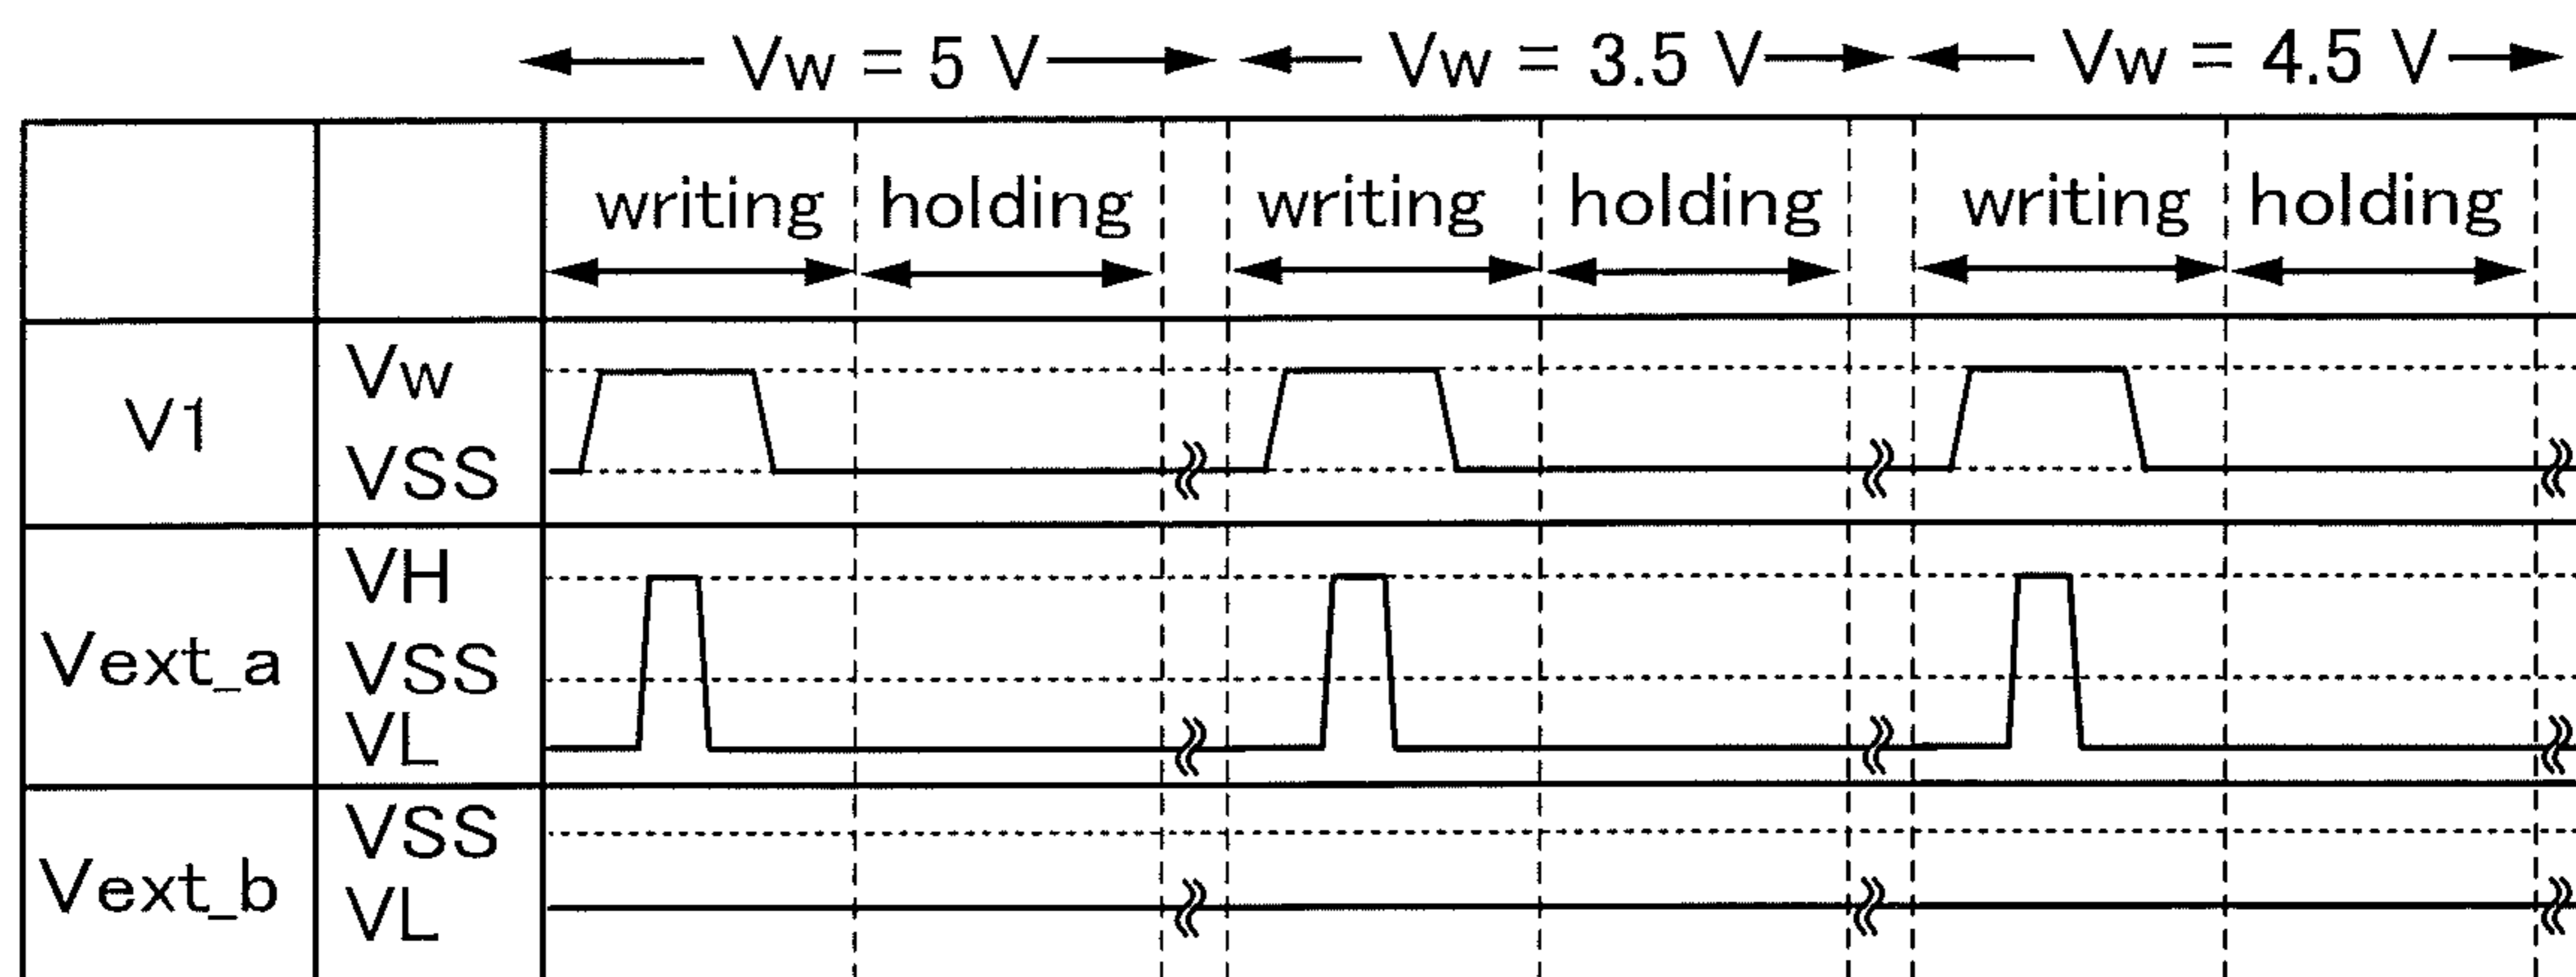 Vw = 5 V Vw = 3.5 V Vw = 4.5 V
writing holding writing holding writing holding
V1
Vw
VSS
Vext_a
VH
VSS
VL
Vext_b
VSS
VL